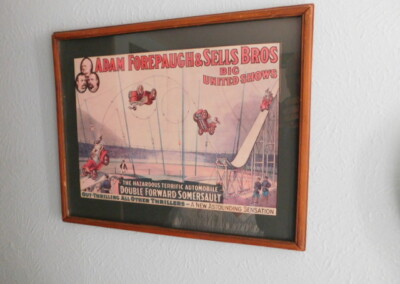 ADAM FOREPAUGH & SELLS BROS
BIG
UNITED SHOWS
THE HAZARDOUS TERRIFIC AUTOMOBILE
DOUBLE FORWARD SOMERSAULT
OUT-THRILLING ALL OTHER THRILLERS - A NEW ASTOUNDING SENSATION